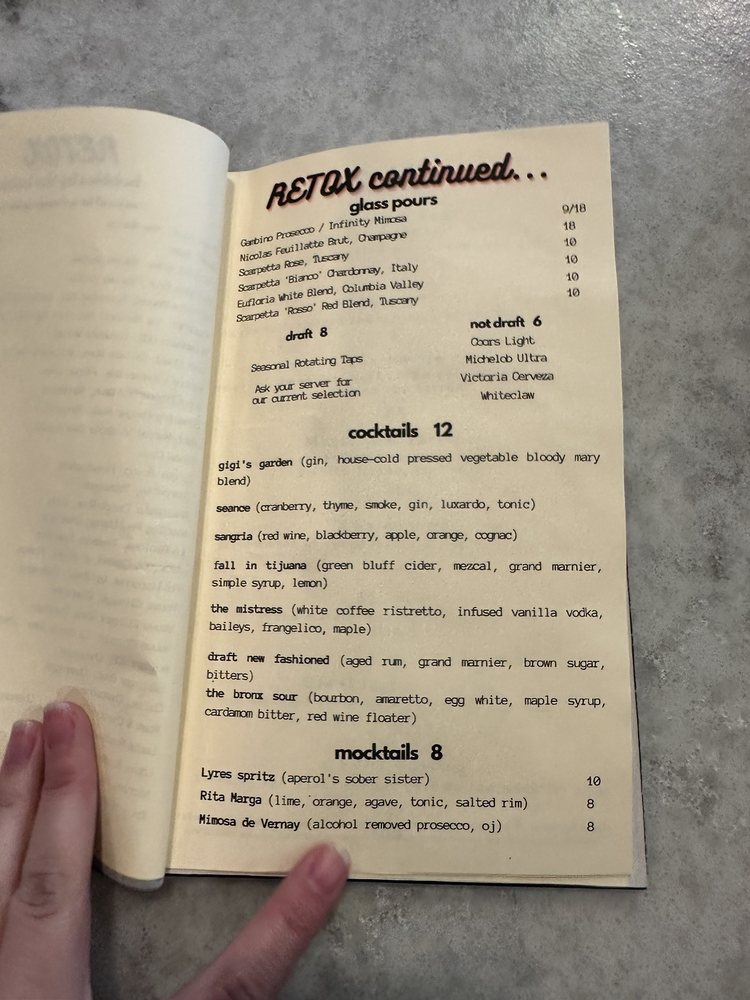 RETOX continued...
glass pours
Gambino Prosecco / Infinity Mimosa 9/18
Nicolas Feuillatte Brut, Champagne 18
Scarpetta Rose, Tuscany 10
Scarpetta 'Bianco' Chardonnay, Italy 10
Eufloria White Blend, Columbia Valley 10
Scarpetta 'Rosso' Red Blend, Tuscany 10
draft 8
Seasonal Rotating Taps
Ask your server for
our current selection
not draft 6
Coors Light
Michelob Ultra
Victoria Cerveza
Whiteclaw
cocktails 12
gigi's garden (gin, house-cold pressed vegetable bloody mary
blend)
seance (cranberry, thyme, smoke, gin, luxardo, tonic)
sangria (red wine, blackberry, apple, orange, cognac)
fall in tijuana (green bluff cider, mezcal, grand marnier,
simple syrup, lemon)
the mistress (white coffee ristretto, infused vanilla vodka,
baileys, frangelico, maple)
draft new fashioned (aged rum, grand marnier, brown sugar,
bitters)
the bronx sour (bourbon, amaretto, egg white, maple syrup,
cardamom bitter, red wine floater)
mocktails 8
Lyres spritz (aperol's sober sister) 10
Rita Marga (lime, orange, agave, tonic, salted rim) 8
Mimosa de Vernay (alcohol removed prosecco, oj) 8